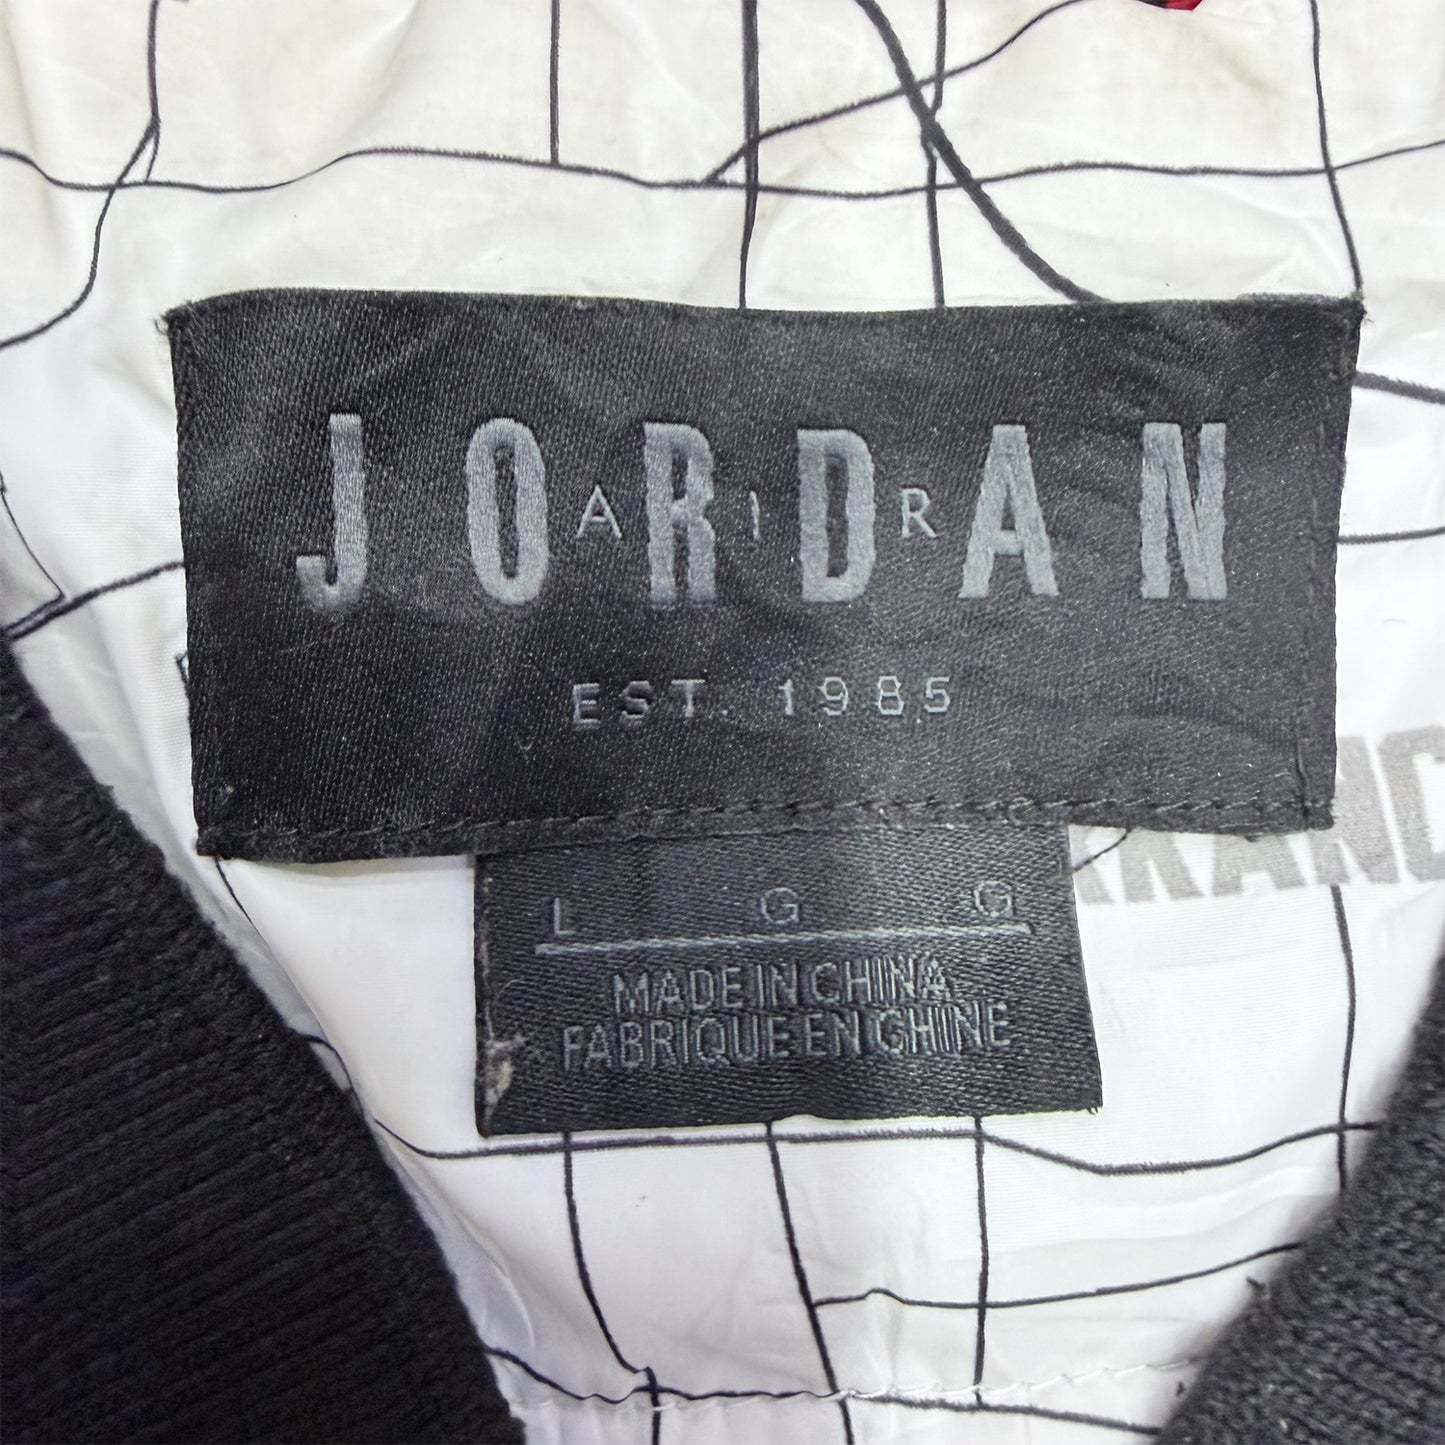 JORDAN
AIR
EST. 1985
L G G
MADE IN CHINA
FABRIQUE EN CHINE